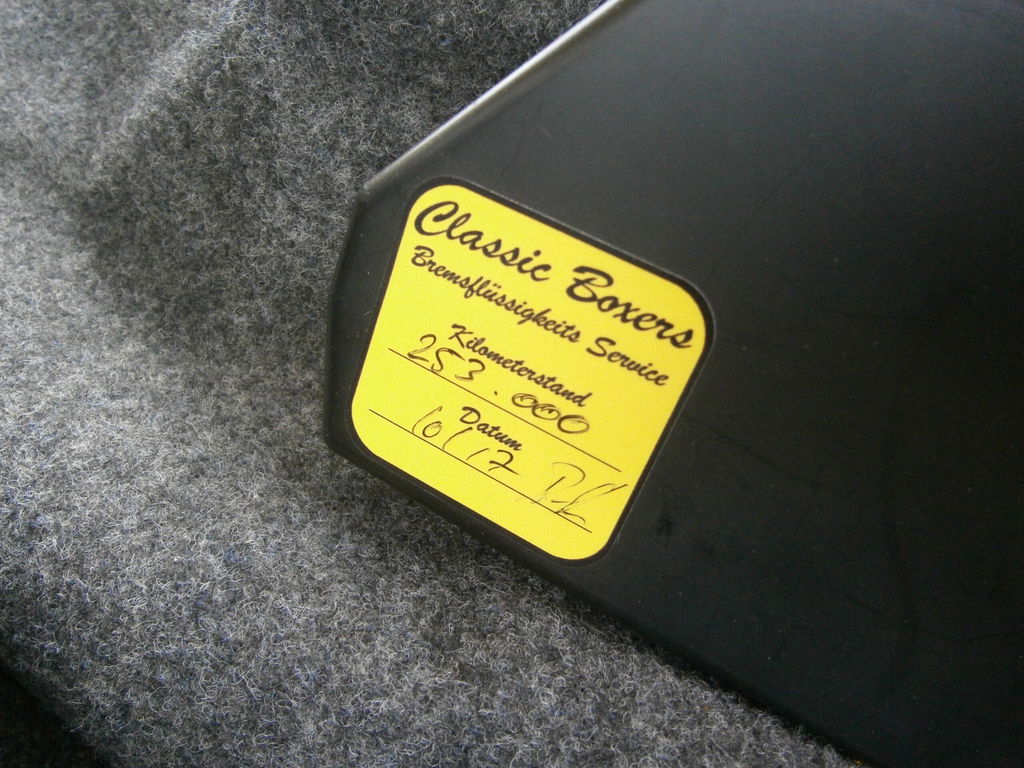 Classic Boxers
Bremsflüssigkeits Service
Kilometerstand
253.000
Datum
10/17